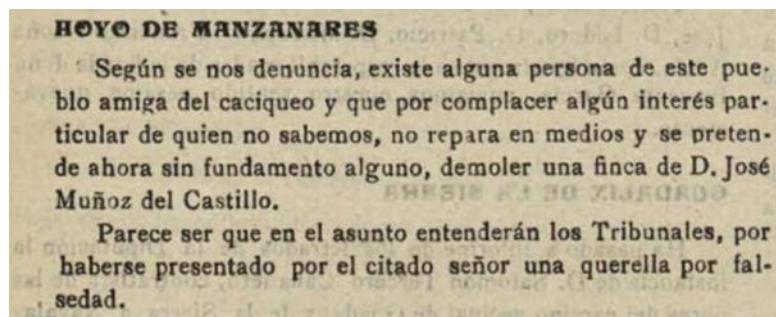 HOYO DE MANZANARES
Según se nos denuncia, existe alguna persona de este pue-
blo amiga del caciqueo y que por complacer algún interés par-
ticular de quien no sabemos, no repara en medios y se preten-
de ahora sin fundamento alguno, demoler una finca de D. José
Muñoz del Castillo.
Parece ser que en el asunto entenderán los Tribunales, por
haberse presentado por el citado señor una querella por fal-
sedad.